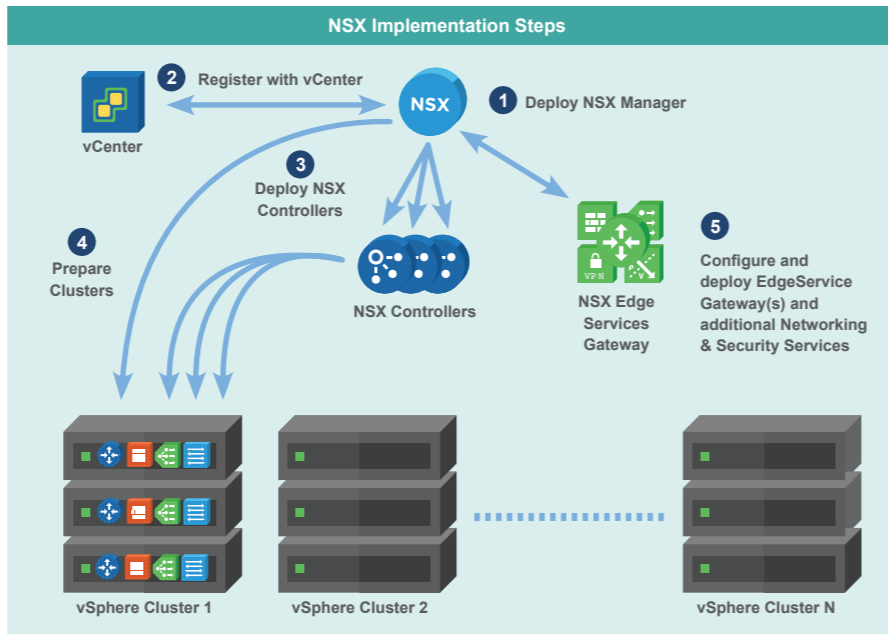 NSX Implementation Steps
2
Register with vCenter
NSX
1
Deploy NSX Manager
vCenter
3
Deploy NSX
Controllers
4
Prepare
Clusters
NSX Controllers
VPN
NSX Edge
Services
Gateway
5
Configure and
deploy EdgeService
Gateway(s) and
additional Networking
& Security Services
vSphere Cluster 1
vSphere Cluster 2
vSphere Cluster N